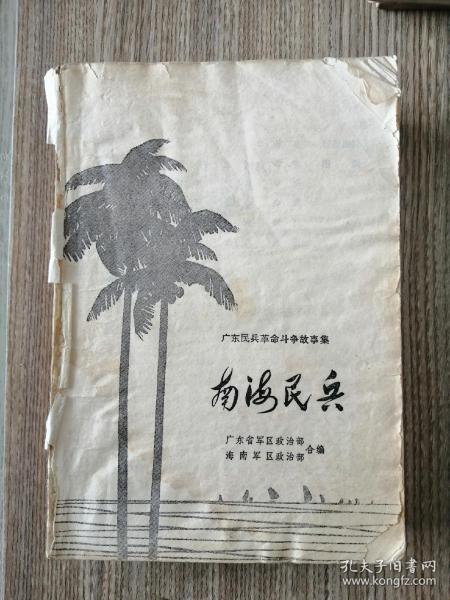 广东民兵革命斗争故事集
南海民兵
广东省军区政治部
海南军区政治部
合编
孔夫子旧书网
www.kongfz.com